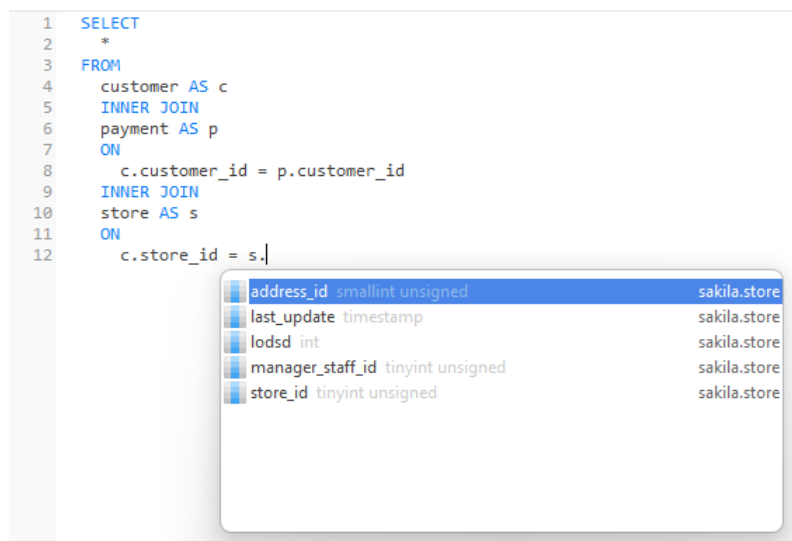 1 SELECT
2 *
3 FROM
4 customer AS c
5 INNER JOIN
6 payment AS p
7 ON
8 c.customer_id = p.customer_id
9 INNER JOIN
10 store AS s
11 ON
12 c.store_id = s.
address_id smallint unsigned sakila.store
last_update timestamp sakila.store
lodsd int sakila.store
manager_staff_id tinyint unsigned sakila.store
store_id tinyint unsigned sakila.store